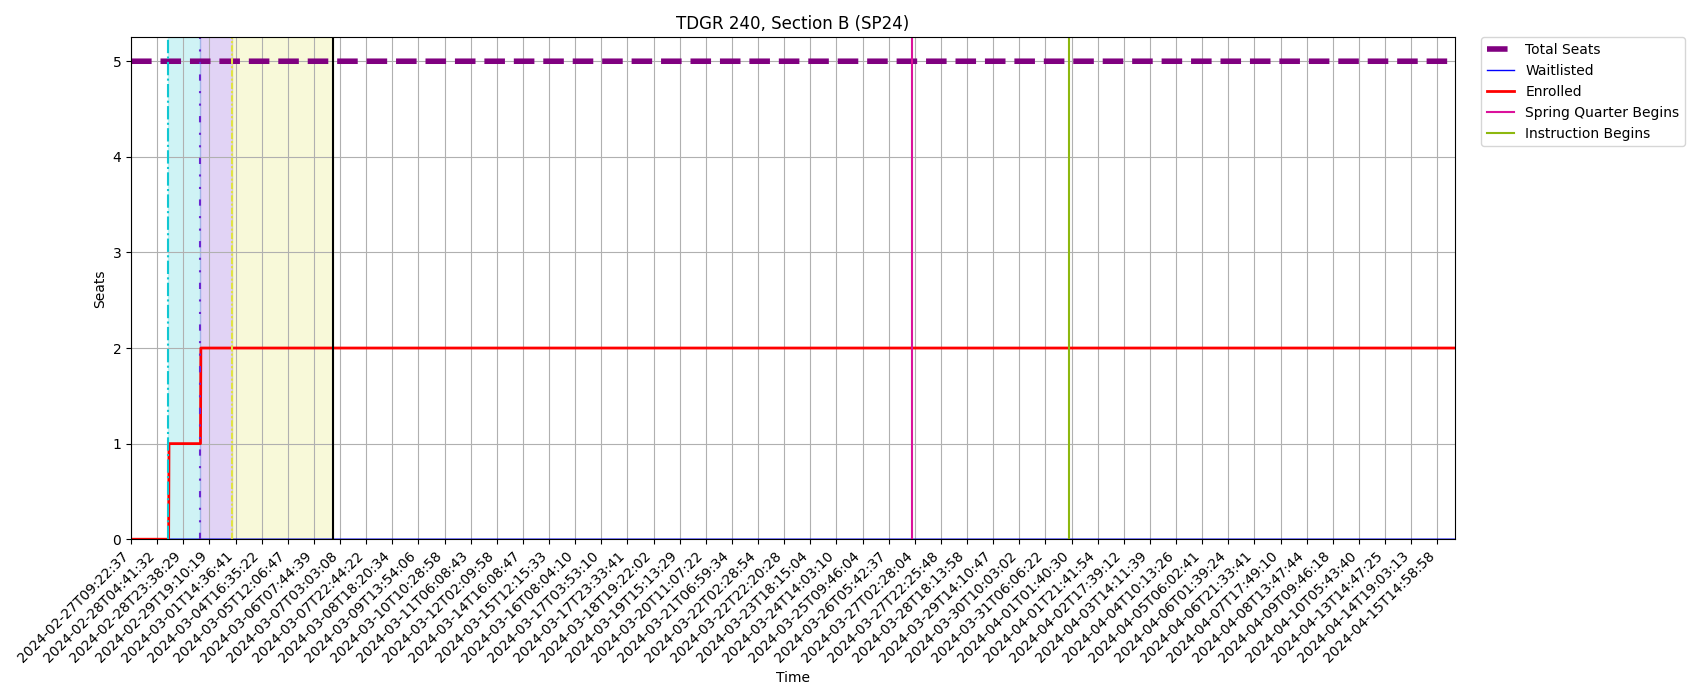 TDGR 240, Section B (SP24)
Total Seats
Waitlisted
Enrolled
Spring Quarter Begins
Instruction Begins
Seats
5
4
3
2
1
0
2024-02-27T09:22:37
2024-02-28T04:41:32
2024-02-28T23:38:29
2024-02-29T19:10:19
2024-03-01T14:36:41
2024-03-04T16:35:22
2024-03-05T12:06:47
2024-03-06T07:44:39
2024-03-07T03:03:08
2024-03-07T22:44:22
2024-03-08T18:20:34
2024-03-09T13:54:06
2024-03-10T10:28:58
2024-03-11T06:08:43
2024-03-12T02:09:58
2024-03-14T16:08:47
2024-03-15T12:15:33
2024-03-16T08:04:10
2024-03-17T03:53:10
2024-03-17T23:33:41
2024-03-18T19:22:02
2024-03-19T15:13:29
2024-03-20T11:07:22
2024-03-21T06:59:34
2024-03-22T02:28:54
2024-03-22T22:20:28
2024-03-23T18:15:04
2024-03-24T14:03:10
2024-03-25T09:46:04
2024-03-26T05:42:37
2024-03-27T02:28:04
2024-03-27T22:25:48
2024-03-28T18:13:58
2024-03-29T14:10:47
2024-03-30T10:03:02
2024-03-31T06:06:22
2024-04-01T01:40:30
2024-04-01T21:41:54
2024-04-02T17:39:12
2024-04-03T14:11:39
2024-04-04T10:13:26
2024-04-05T06:02:41
2024-04-06T01:39:24
2024-04-06T21:33:41
2024-04-07T17:49:10
2024-04-08T13:47:44
2024-04-09T09:46:18
2024-04-10T05:43:40
2024-04-13T14:47:25
2024-04-14T19:03:13
2024-04-15T14:58:58
Time